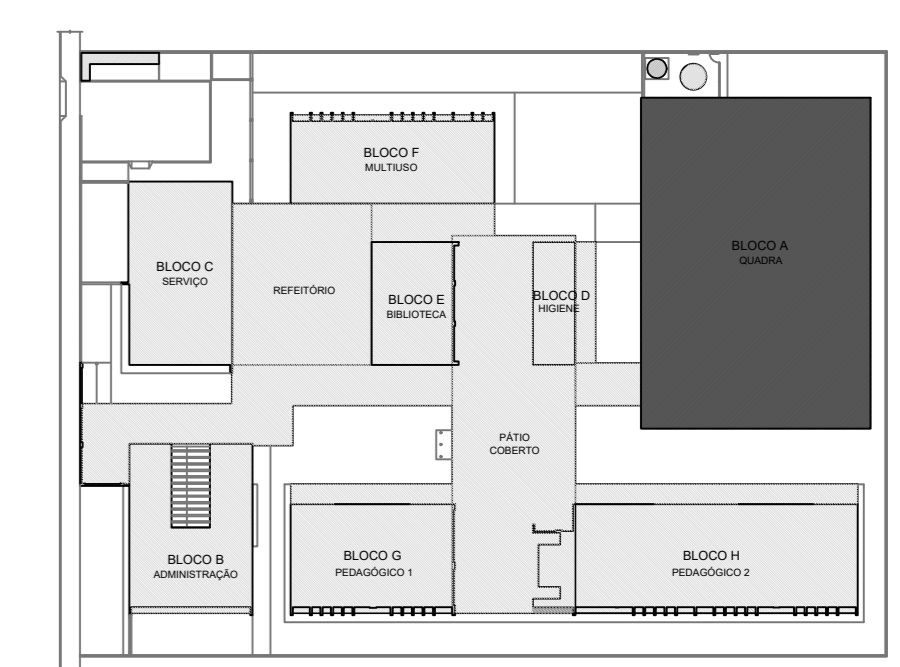 BLOCO F
MULTIUSO
BLOCO A
QUADRA
BLOCO C
SERVIÇO
REFEITÓRIO
BLOCO E
BIBLIOTECA
BLOCO D
HIGIENE
PÁTIO
COBERTO
BLOCO B
ADMINISTRAÇÃO
BLOCO G
PEDAGÓGICO 1
BLOCO H
PEDAGÓGICO 2